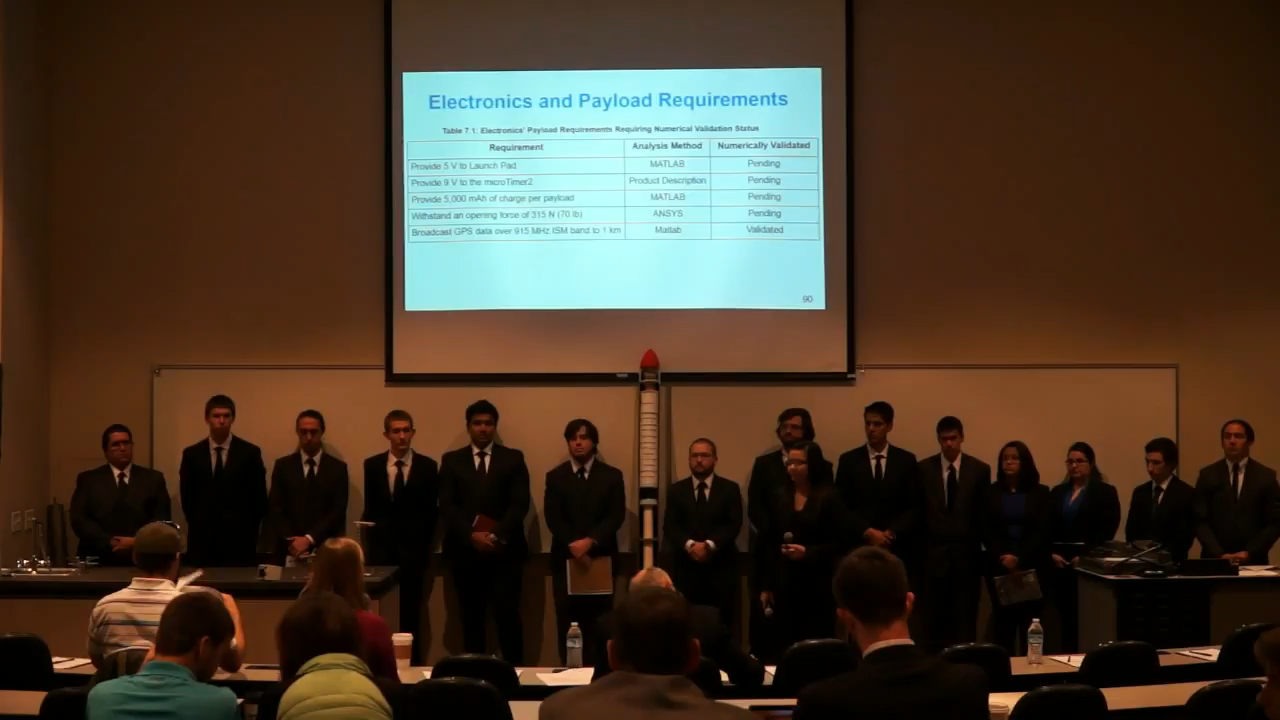 Electronics and Payload Requirements
Table 7.1: Electronics' Payload Requirements Requiring Numerical Validation Status
Requirement Analysis Method Numerically Validated
Provide 5 V to Launch Pad MATLAB Pending
Provide 9 V to the microTimer2 Product Description Pending
Provide 5,000 mAh of charge per payload MATLAB Pending
Withstand an opening force of 315 N (70 lb) ANSYS Pending
Broadcast GPS data over 915 MHz ISM band to 1 km Matlab Validated
90